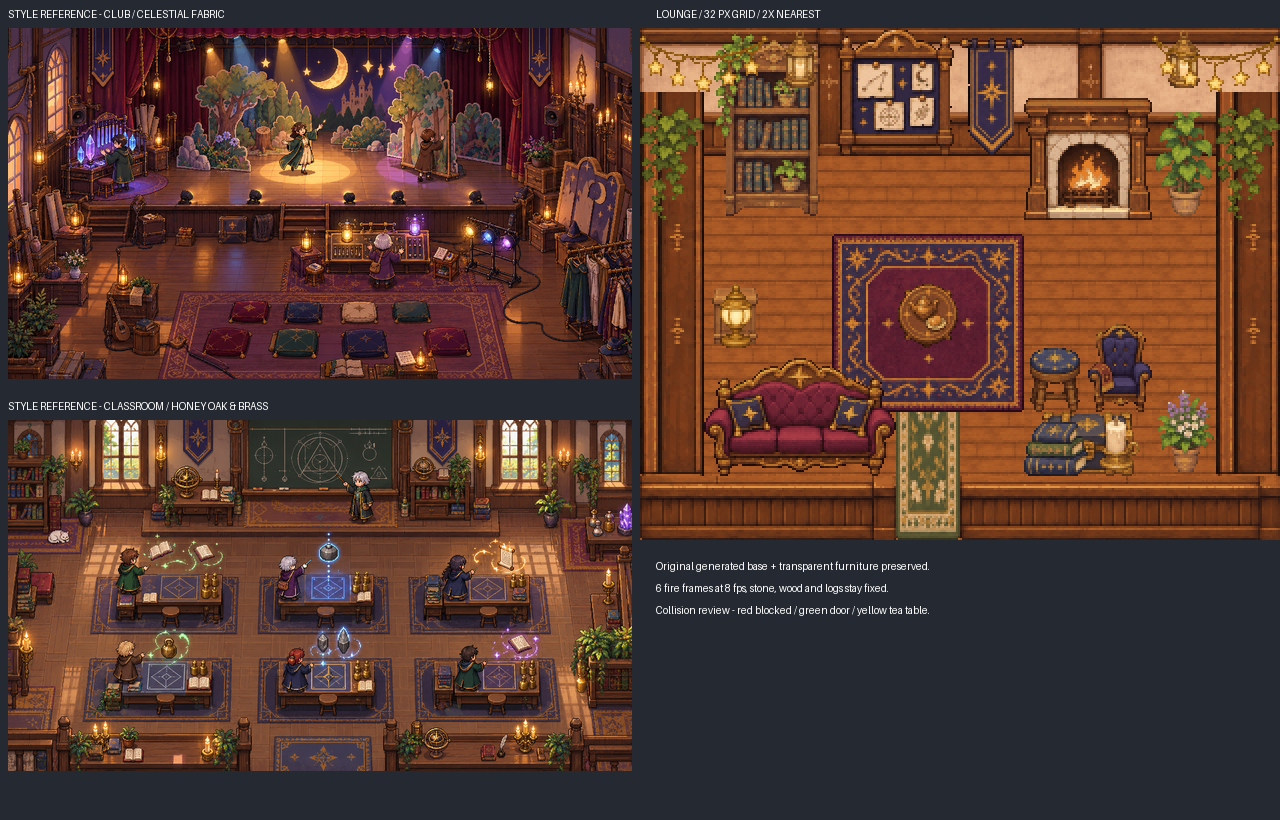 STYLE REFERENCE - CLUB / CELESTIAL FABRIC
LOUNGE / 32 PX GRID / 2X NEAREST
STYLE REFERENCE - CLASSROOM / HONEY OAK & BRASS
Original generated base + transparent furniture preserved.
6 fire frames at 8 fps, stone, wood and logs stay fixed.
Collision review - red blocked / green door / yellow tea table.